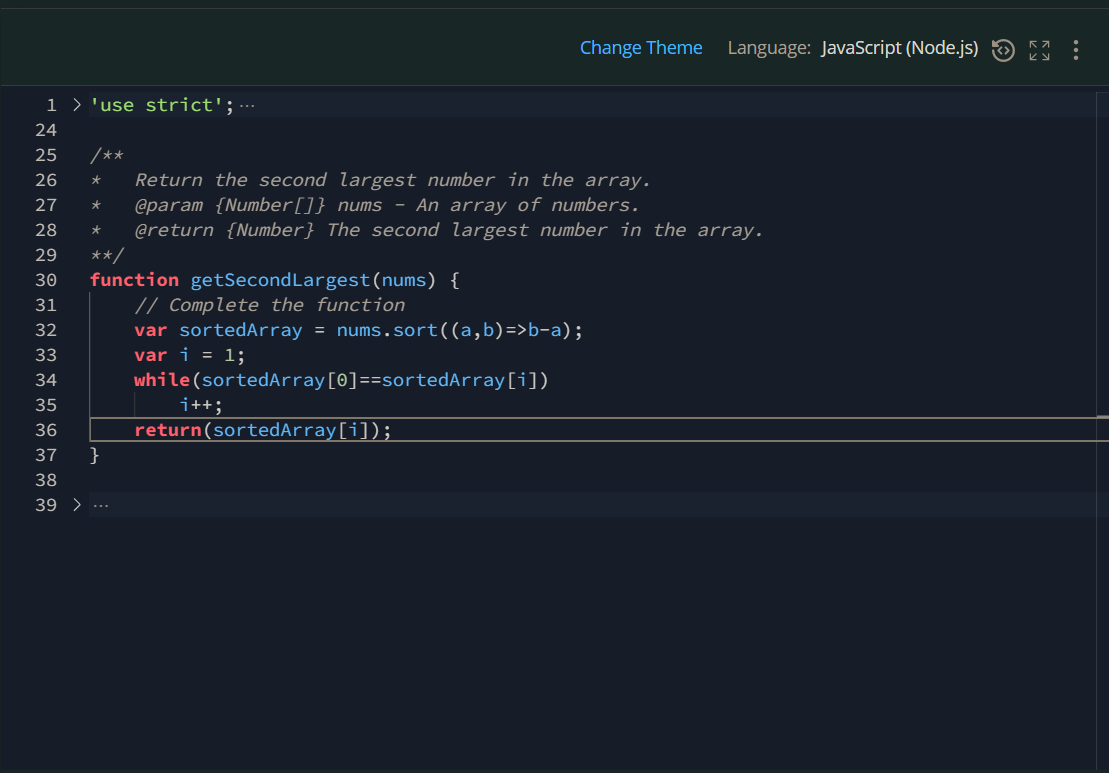 Change Theme Language: JavaScript (Node.js)
1 > 'use strict'; ...
24
25 /**
26 *   Return the second largest number in the array.
27 *   @param {Number[]} nums - An array of numbers.
28 *   @return {Number} The second largest number in the array.
29 **/
30 function getSecondLargest(nums) {
31     // Complete the function
32     var sortedArray = nums.sort((a,b)=>b-a);
33     var i = 1;
34     while(sortedArray[0]==sortedArray[i])
35         i++;
36     return(sortedArray[i]);
37 }
38
39 > ...